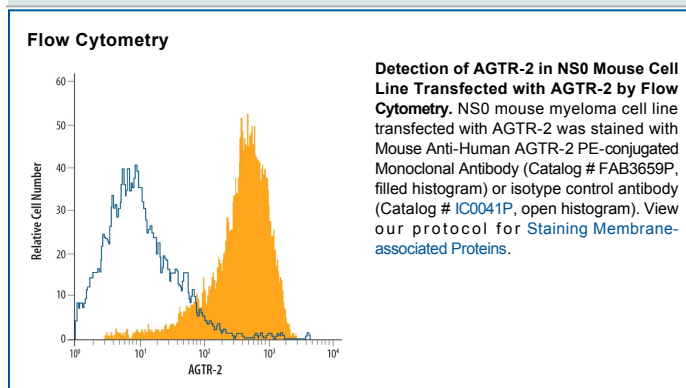 Flow Cytometry
60
50
40
30
20
10
0
Relative Cell Number
10⁰ 10¹ 10² 10³ 10⁴
AGTR-2
Detection of AGTR-2 in NS0 Mouse Cell
Line Transfected with AGTR-2 by Flow
Cytometry. NS0 mouse myeloma cell line
transfected with AGTR-2 was stained with
Mouse Anti-Human AGTR-2 PE-conjugated
Monoclonal Antibody (Catalog # FAB3659P,
filled histogram) or isotype control antibody
(Catalog # IC0041P, open histogram). View
our protocol for Staining Membrane-
associated Proteins.